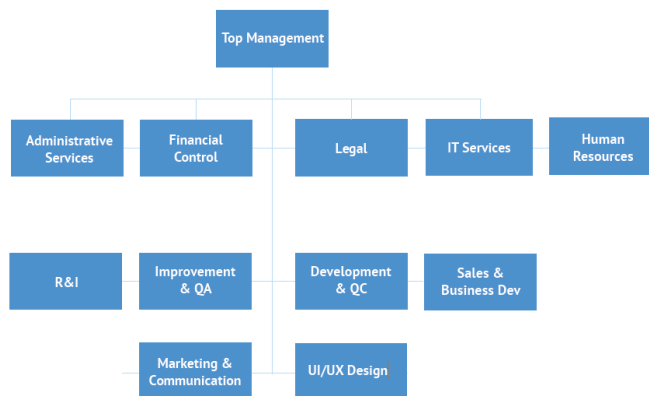 Top Management
Administrative
Services
Financial
Control
Legal
IT Services
Human
Resources
R&I
Improvement
& QA
Development
& QC
Sales &
Business Dev
Marketing &
Communication
UI/UX Design